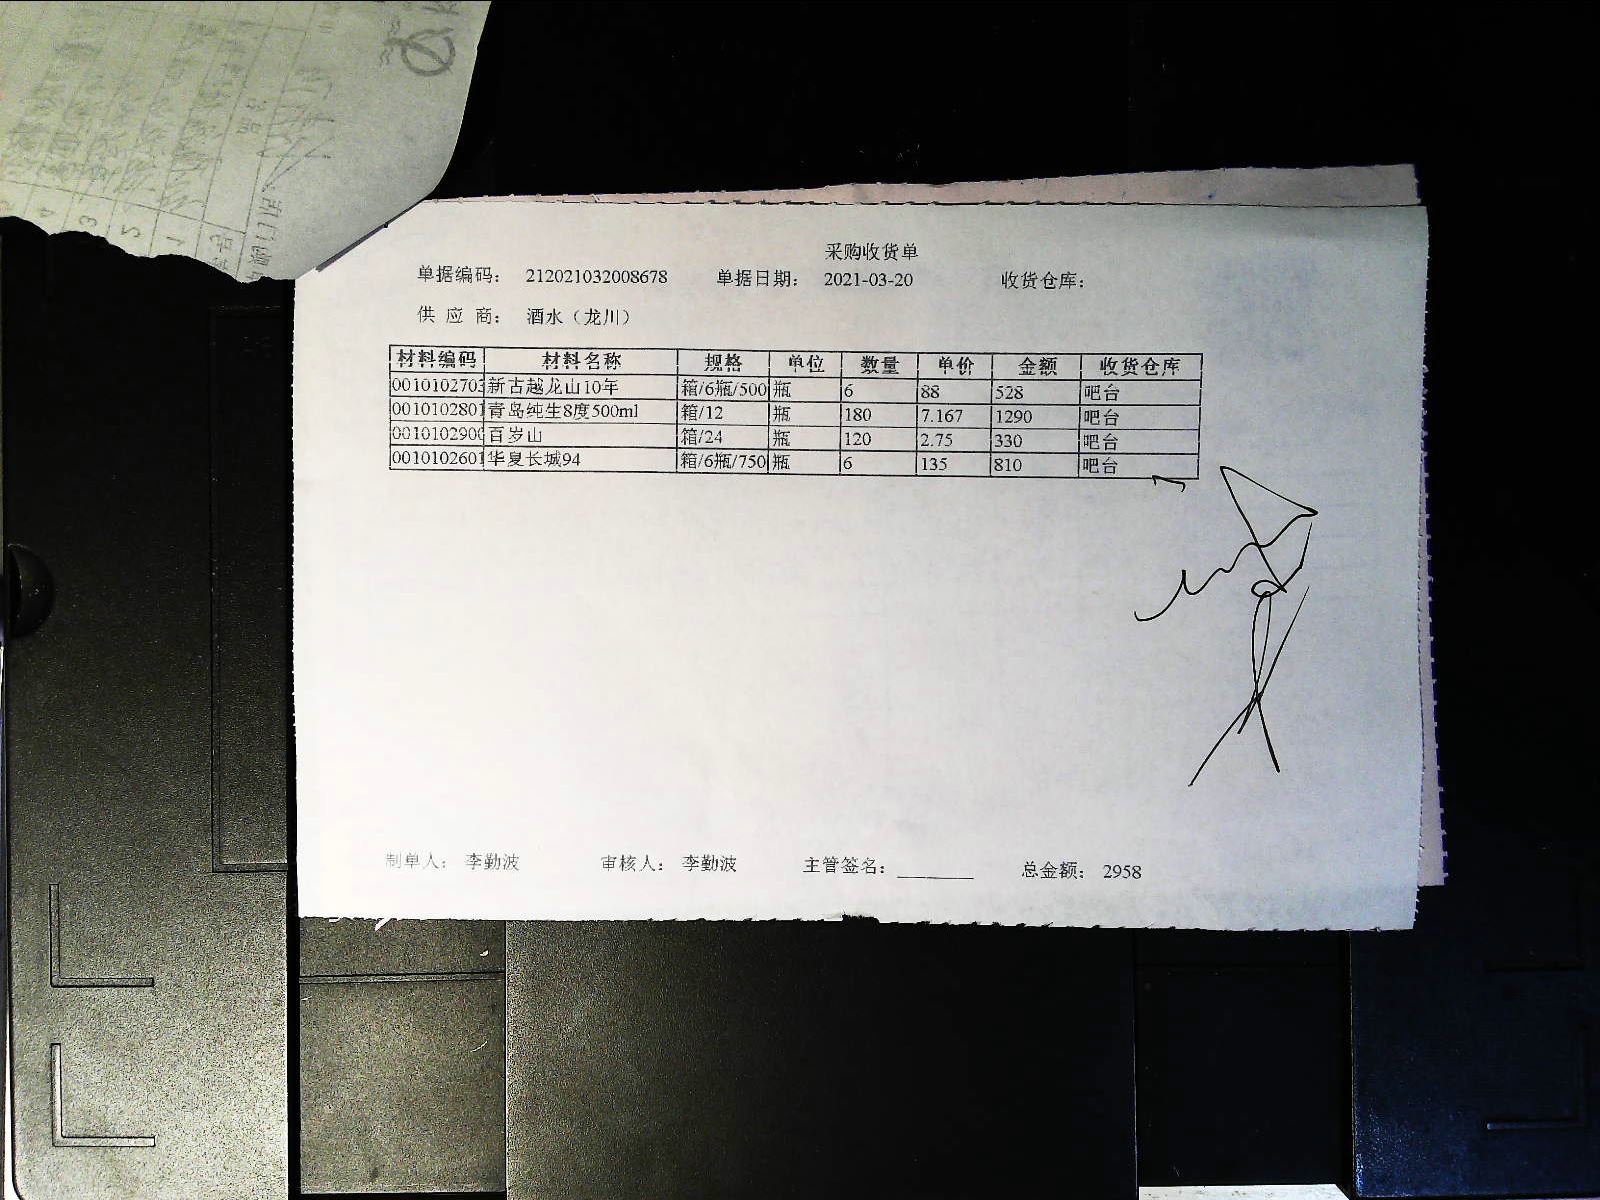 采购收货单
单据编码： 212021032008678 单据日期： 2021-03-20 收货仓库：
供 应 商： 酒水（龙川）
材料编码 材料名称 规格 单位 数量 单价 金额 收货仓库
0010102703 新古越龙山10年 箱/6瓶/500 瓶 6 88 528 吧台
0010102801 青岛纯生8度500ml 箱/12 瓶 180 7.167 1290 吧台
001010290 百岁山 箱/24 瓶 120 2.75 330 吧台
0010102601 华夏长城94 箱/6瓶/750 瓶 6 135 810 吧台
制单人： 李勤波 审核人： 李勤波 主管签名： 总金额： 2958